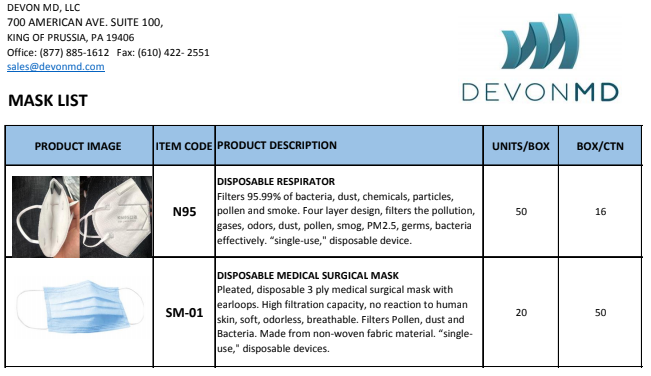 DEVON MD, LLC
700 AMERICAN AVE. SUITE 100,
KING OF PRUSSIA, PA 19406
Office: (877) 885-1612   Fax: (610) 422- 2551
sales@devonmd.com
DEVONMD
MASK LIST
PRODUCT IMAGE ITEM CODE PRODUCT DESCRIPTION UNITS/BOX BOX/CTN
DISPOSABLE RESPIRATOR
Filters 95.99% of bacteria, dust, chemicals, particles,
pollen and smoke. Four layer design, filters the pollution,
gases, odors, dust, pollen, smog, PM2.5, germs, bacteria
effectively. “single-use," disposable device.
N95
50
16
DISPOSABLE MEDICAL SURGICAL MASK
Pleated, disposable 3 ply medical surgical mask with
earloops. High filtration capacity, no reaction to human
skin, soft, odorless, breathable. Filters Pollen, dust and
Bacteria. Made from non-woven fabric material. “single-
use," disposable devices.
SM-01
20
50